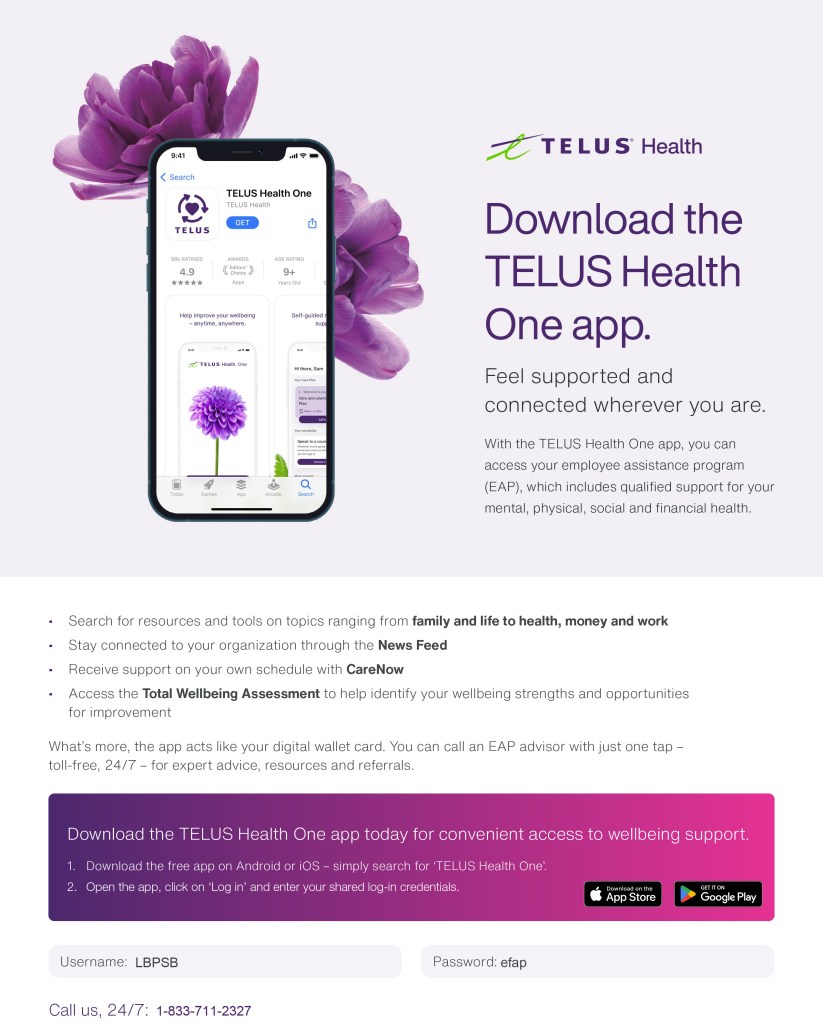 9:41
Search
TELUS Health One
TELUS Health
GET
TELUS
AWARDS
AGE RATING
4.9
Editors'
Choice
9+
★★★★★
Apps
Years Old
Help improve your wellbeing
– anytime, anywhere.
Self-guided
TELUS Health One
Hi there, Sam
Today
Games
App
Arcade
Search
TELUS® Health
Download the
TELUS Health
One app.
Feel supported and
connected wherever you are.
With the TELUS Health One app, you can
access your employee assistance program
(EAP), which includes qualified support for your
mental, physical, social and financial health.
• Search for resources and tools on topics ranging from family and life to health, money and work
• Stay connected to your organization through the News Feed
• Receive support on your own schedule with CareNow
• Access the Total Wellbeing Assessment to help identify your wellbeing strengths and opportunities
for improvement
What's more, the app acts like your digital wallet card. You can call an EAP advisor with just one tap –
toll-free, 24/7 – for expert advice, resources and referrals.
Download the TELUS Health One app today for convenient access to wellbeing support.
1. Download the free app on Android or iOS – simply search for 'TELUS Health One'.
2. Open the app, click on 'Log in' and enter your shared log-in credentials.
Download on the
App Store
GET IT ON
Google Play
Username: LBPSB
Password: efap
Call us, 24/7: 1-833-711-2327